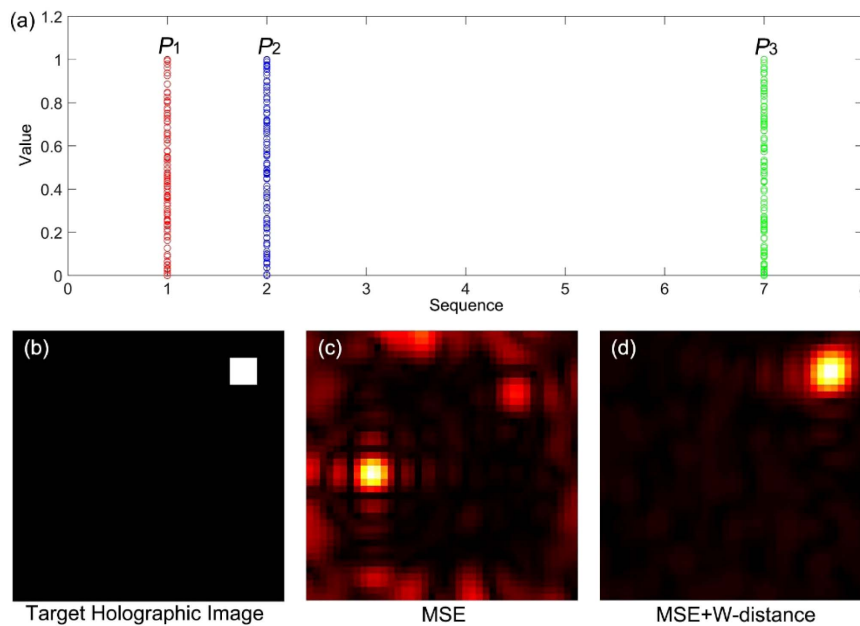 (a)
P1 P2 P3
1.2
1
0.8
0.6
0.4
0.2
0
Value
0 1 2 3 4 5 6 7
Sequence
(b) (c) (d)
Target Holographic Image MSE MSE+W-distance